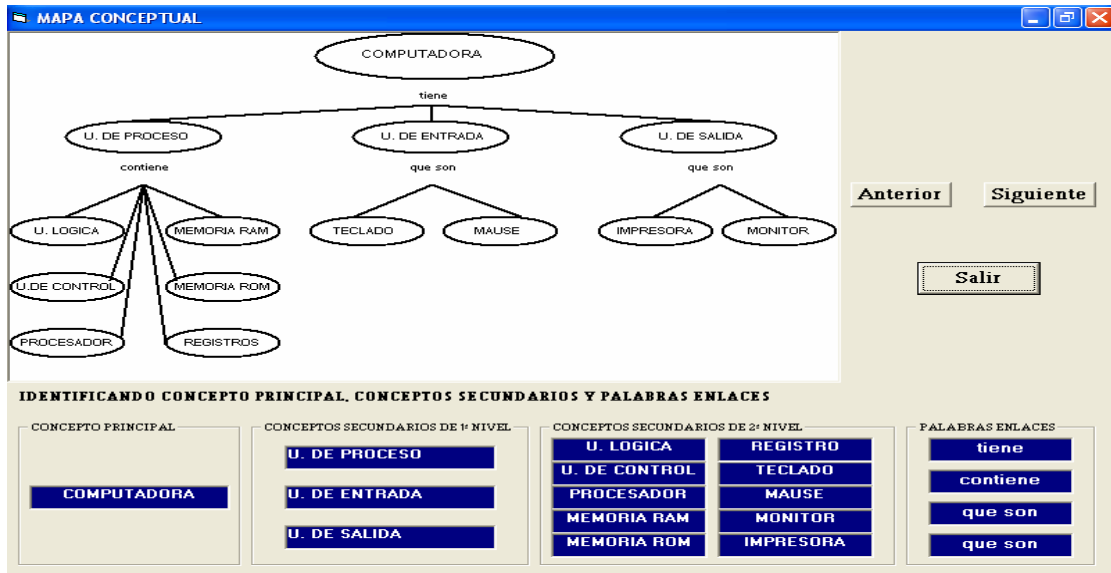 MAPA CONCEPTUAL
COMPUTADORA
tiene
U. DE PROCESO U. DE ENTRADA U. DE SALIDA
contiene que son que son
Anterior Siguiente
U. LOGICA MEMORIA RAM TECLADO MAUSE IMPRESORA MONITOR
Salir
U.DE CONTROL MEMORIA ROM
PROCESADOR REGISTROS
IDENTIFICANDO CONCEPTO PRINCIPAL, CONCEPTOS SECUNDARIOS Y PALABRAS ENLACES
CONCEPTO PRINCIPAL
COMPUTADORA
CONCEPTOS SECUNDARIOS DE 1º NIVEL
U. DE PROCESO
U. DE ENTRADA
U. DE SALIDA
CONCEPTOS SECUNDARIOS DE 2º NIVEL
U. LOGICA REGISTRO
U. DE CONTROL TECLADO
PROCESADOR MAUSE
MEMORIA RAM MONITOR
MEMORIA ROM IMPRESORA
PALABRAS ENLACES
tiene
contiene
que son
que son